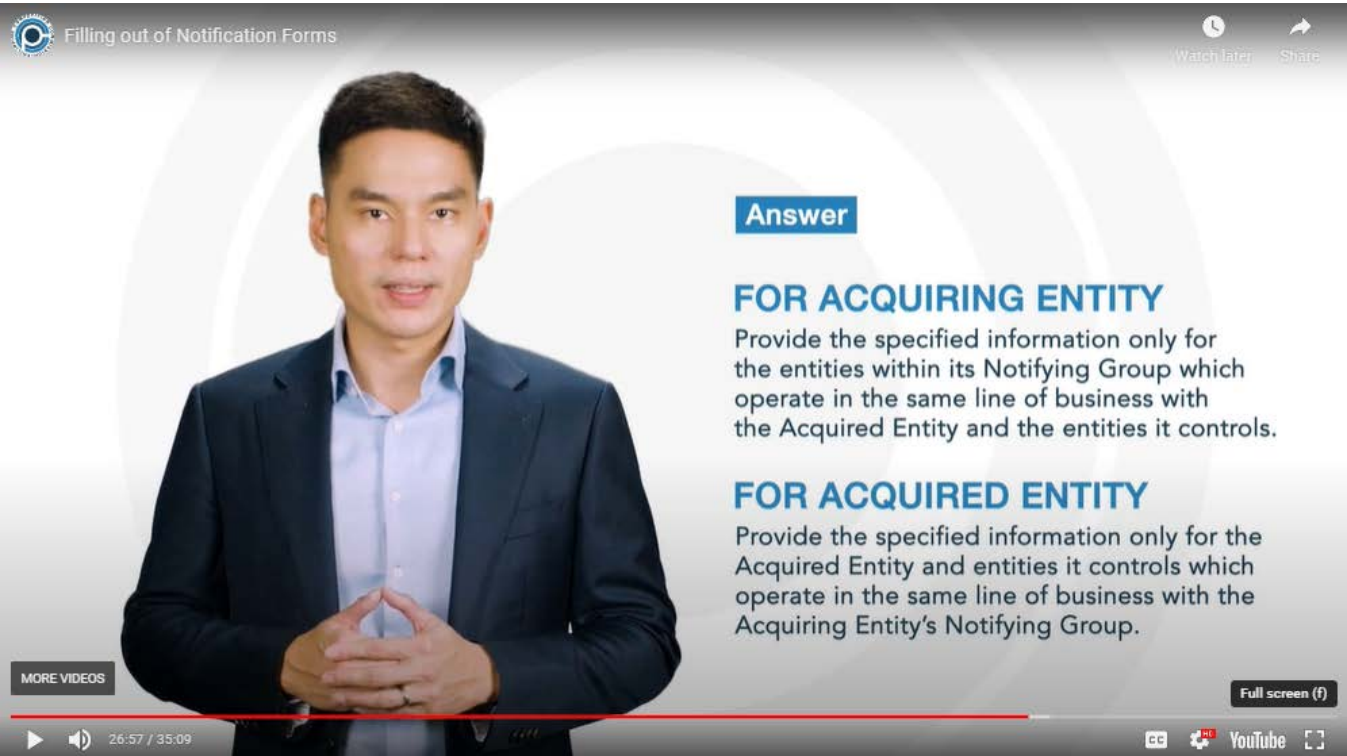 Filling out of Notification Forms
Watch later
Share
Answer
FOR ACQUIRING ENTITY
Provide the specified information only for
the entities within its Notifying Group which
operate in the same line of business with
the Acquired Entity and the entities it controls.
FOR ACQUIRED ENTITY
Provide the specified information only for the
Acquired Entity and entities it controls which
operate in the same line of business with the
Acquiring Entity's Notifying Group.
MORE VIDEOS
Full screen (f)
26:57 / 35:09
CC
HD
YouTube